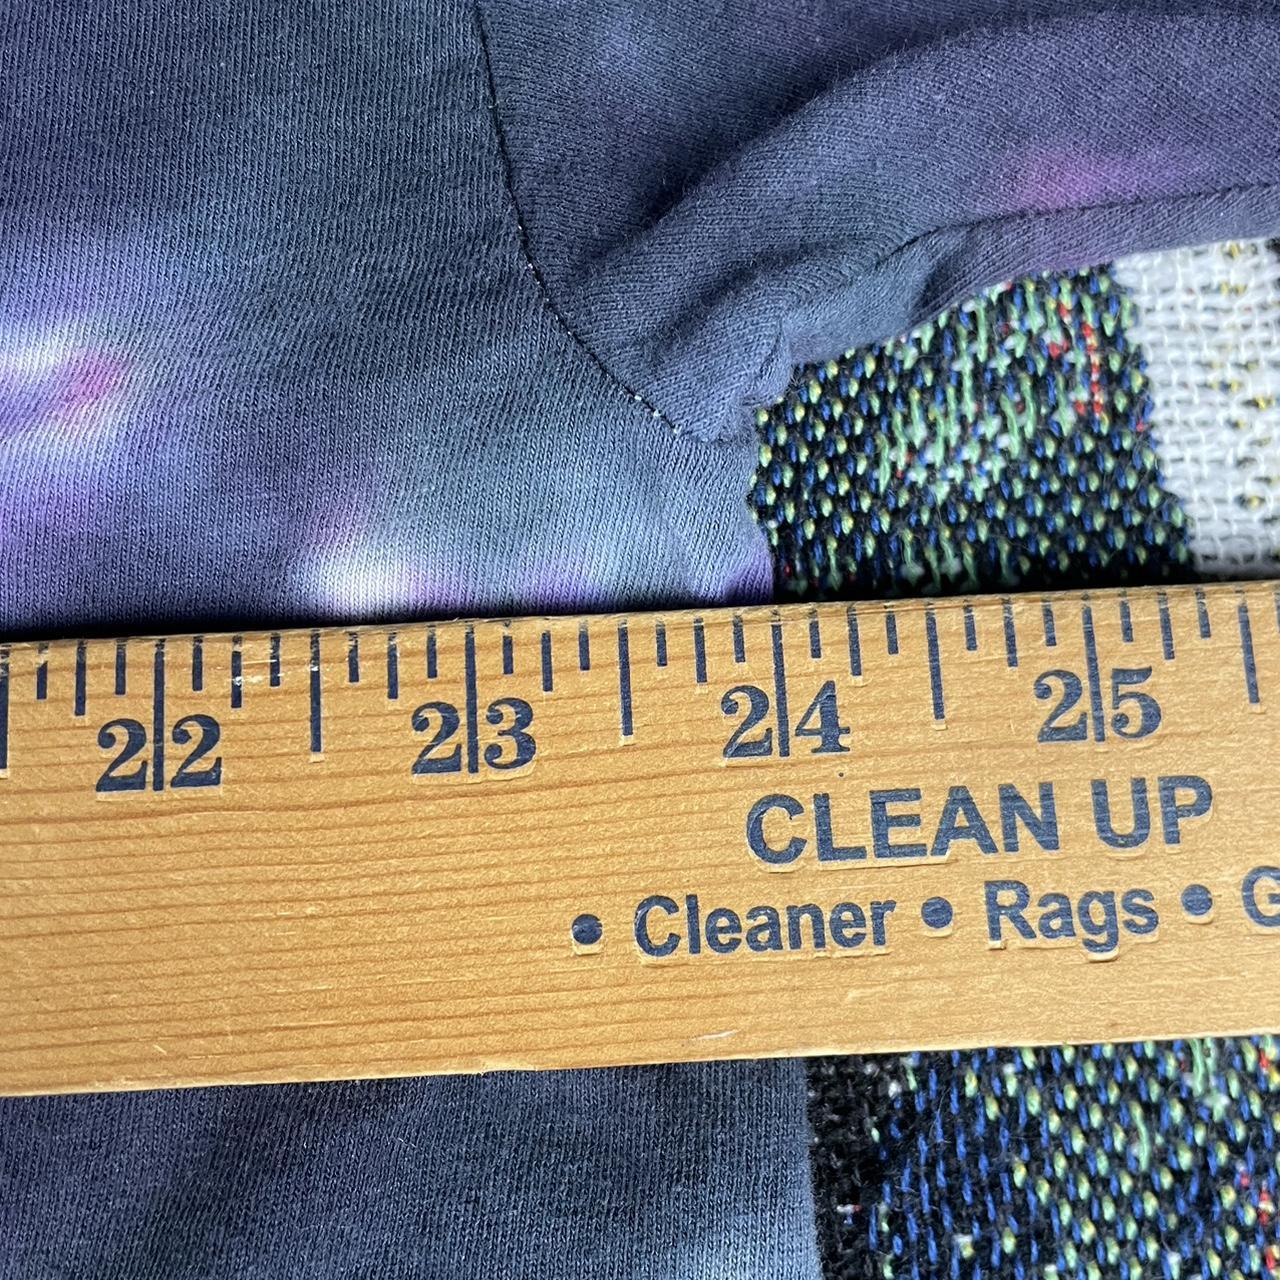 22 23 24 25
CLEAN UP
• Cleaner • Rags • G